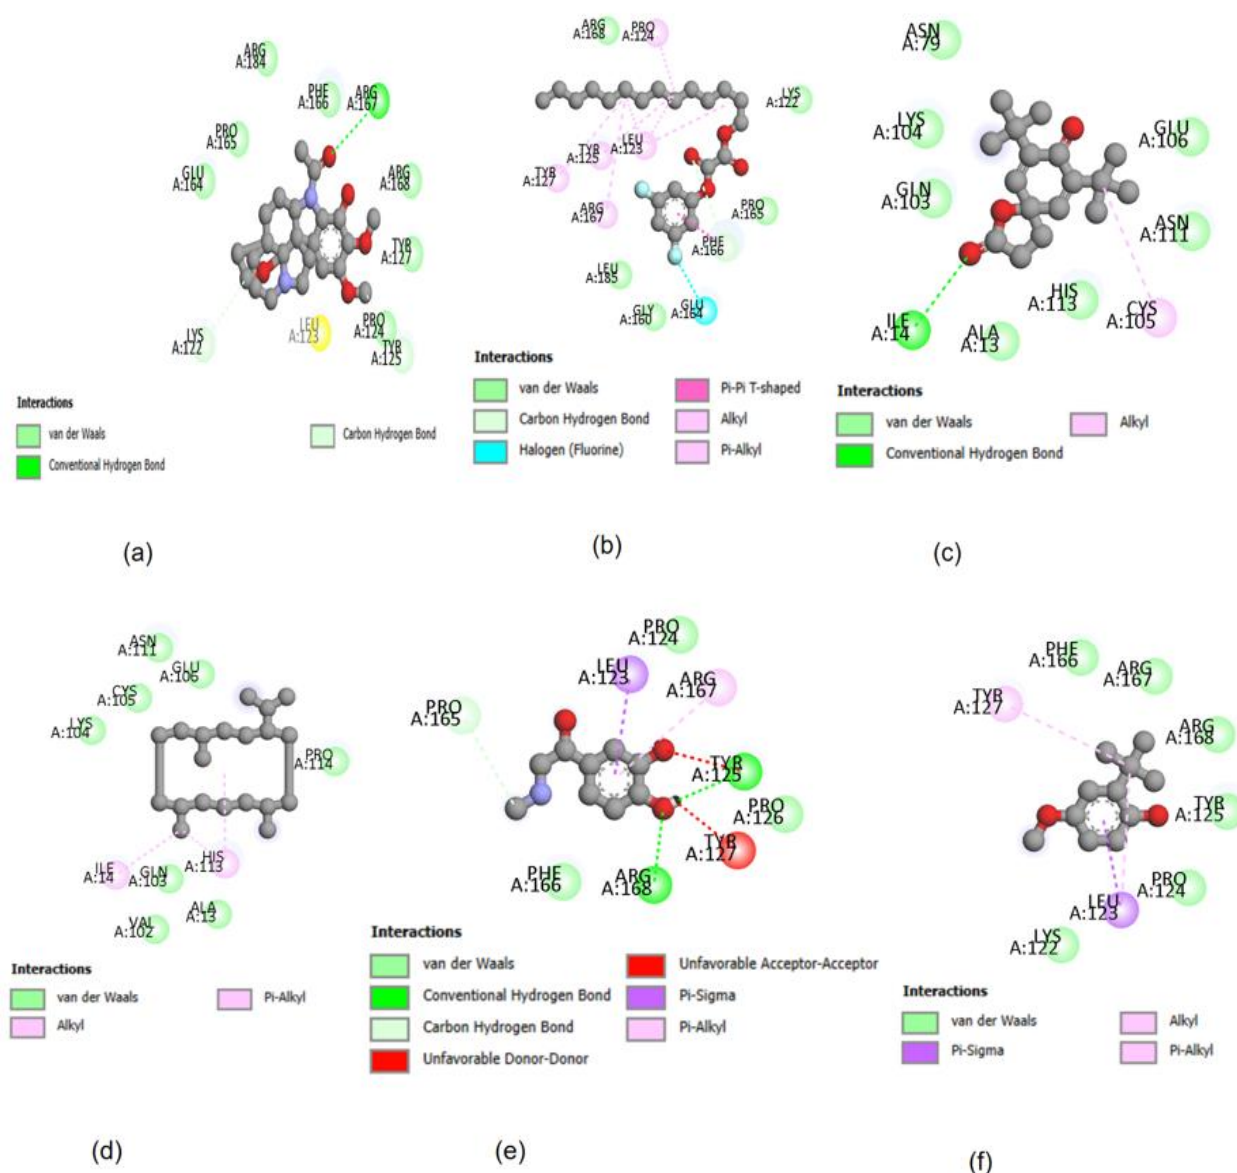 ARG
A:184
PHE
A:166
ARG
A:167
PRO
A:165
GLU
A:164
ARG
A:168
TYR
A:127
LEU
A:123
PRO
A:124
TYR
A:125
LYS
A:122
Interactions
van der Waals
Conventional Hydrogen Bond
Carbon Hydrogen Bond
(a)
ARG
A:168
PRO
A:124
LYS
A:122
LEU
A:123
TYR
A:125
TYR
A:127
ARG
A:167
PRO
A:165
PHE
A:166
LEU
A:185
GLY
A:160
GLU
A:164
Interactions
van der Waals
Carbon Hydrogen Bond
Halogen (Fluorine)
Pi-Pi T-shaped
Alkyl
Pi-Alkyl
(b)
ASN
A:79
LYS
A:104
GLU
A:106
GLN
A:103
ASN
A:111
HIS
A:113
CYS
A:105
ILE
A:14
ALA
A:13
Interactions
van der Waals
Conventional Hydrogen Bond
Alkyl
(c)
ASN
A:111
GLU
A:106
CYS
A:105
LYS
A:104
PRO
A:114
ILE
A:14
GLN
A:103
HIS
A:113
VAL
A:102
ALA
A:13
Interactions
van der Waals
Alkyl
Pi-Alkyl
(d)
PRO
A:124
LEU
A:123
ARG
A:167
PRO
A:165
TYR
A:125
PRO
A:126
TYR
A:127
PHE
A:166
ARG
A:168
Interactions
van der Waals
Conventional Hydrogen Bond
Carbon Hydrogen Bond
Unfavorable Donor-Donor
Unfavorable Acceptor-Acceptor
Pi-Sigma
Pi-Alkyl
(e)
PHE
A:166
ARG
A:167
TYR
A:127
ARG
A:168
TYR
A:125
PRO
A:124
LEU
A:123
LYS
A:122
Interactions
van der Waals
Pi-Sigma
Alkyl
Pi-Alkyl
(f)